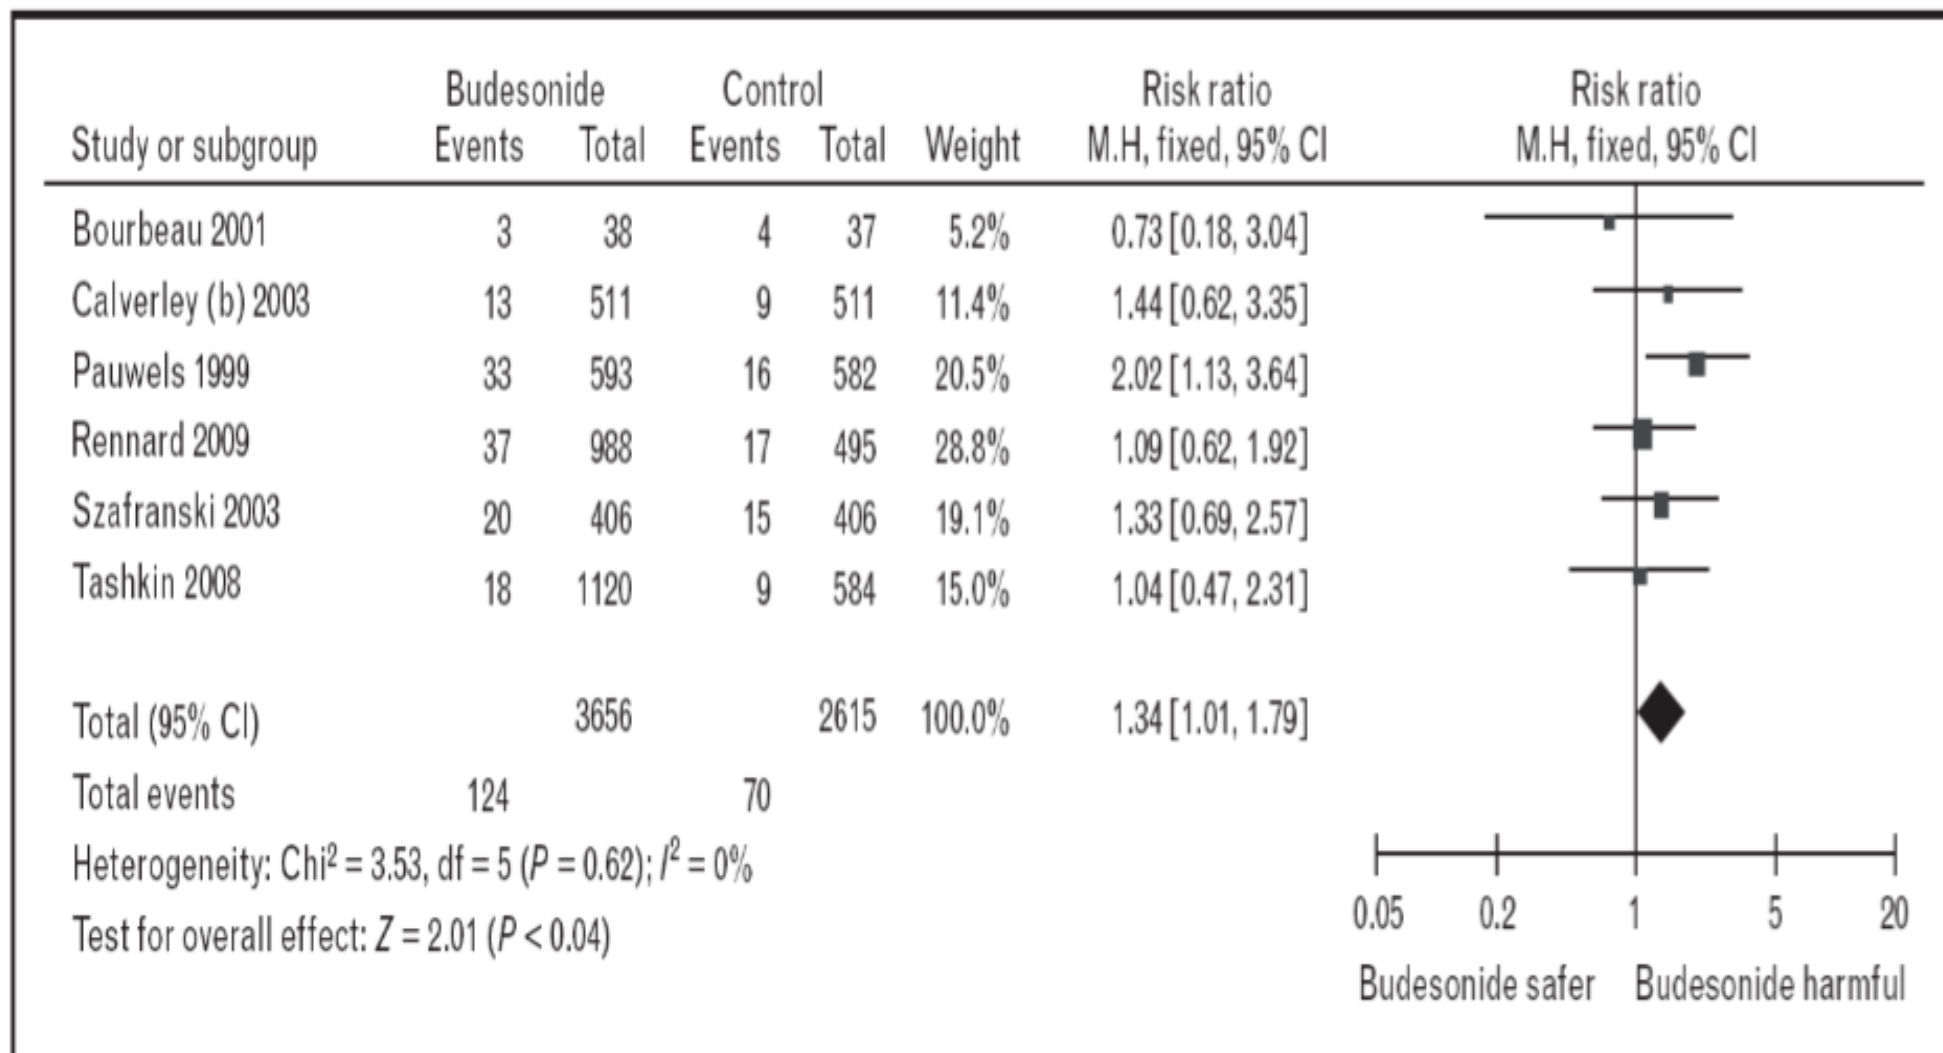 Budesonide Control Risk ratio Risk ratio
Study or subgroup Events Total Events Total Weight M.H, fixed, 95% CI M.H, fixed, 95% CI
Bourbeau 2001 3 38 4 37 5.2% 0.73 [0.18, 3.04]
Calverley (b) 2003 13 511 9 511 11.4% 1.44 [0.62, 3.35]
Pauwels 1999 33 593 16 582 20.5% 2.02 [1.13, 3.64]
Rennard 2009 37 988 17 495 28.8% 1.09 [0.62, 1.92]
Szafranski 2003 20 406 15 406 19.1% 1.33 [0.69, 2.57]
Tashkin 2008 18 1120 9 584 15.0% 1.04 [0.47, 2.31]
Total (95% CI) 3656 2615 100.0% 1.34 [1.01, 1.79]
Total events 124 70
Heterogeneity: Chi² = 3.53, df = 5 (P = 0.62); I² = 0%
Test for overall effect: Z = 2.01 (P < 0.04)
0.05 0.2 1 5 20
Budesonide safer Budesonide harmful